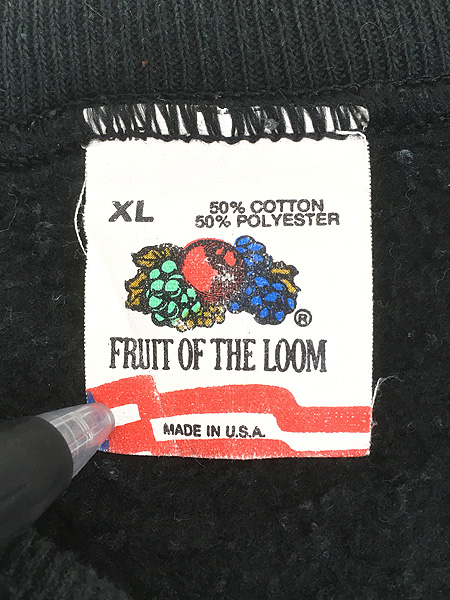 XL
50% COTTON
50% POLYESTER
®
FRUIT OF THE LOOM
MADE IN U.S.A.